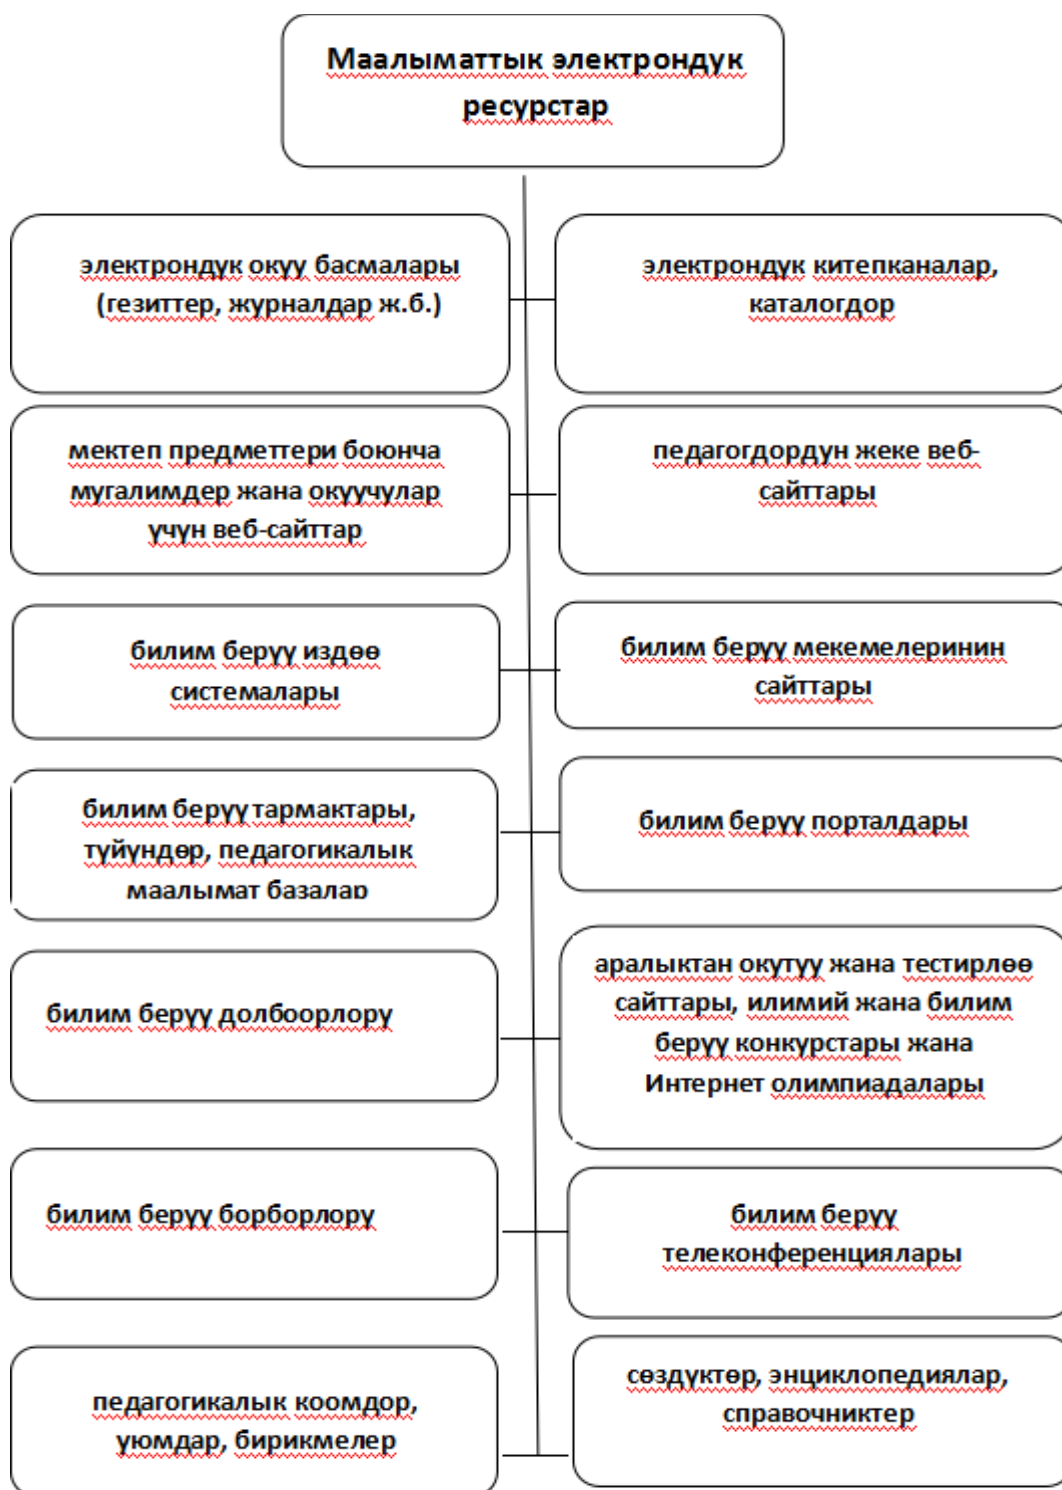 Маалыматтык электрондук
ресурстар
электрондук окуу басмалары
(гезиттер, журналдар ж.б.)
электрондук китепканалар,
каталогдор
мектеп предметтери боюнча
мугалимдер жана окуучулар
үчүн веб-сайттар
педагогдордун жеке веб-
сайттары
билим берүү издөө
системалары
билим берүү мекемелеринин
сайттары
билим берүү тармактары,
түйүндөр, педагогикалык
маалымат базалар
билим берүү порталдары
билим берүү долбоорлору
аралыктан окутуу жана тестирлөө
сайттары, илимий жана билим
берүү конкурстары жана
Интернет олимпиадалары
билим берүү борборлору
билим берүү
телеконференциялары
педагогикалык коомдор,
уюмдар, бирикмелер
сөздүктөр, энциклопедиялар,
справочниктер